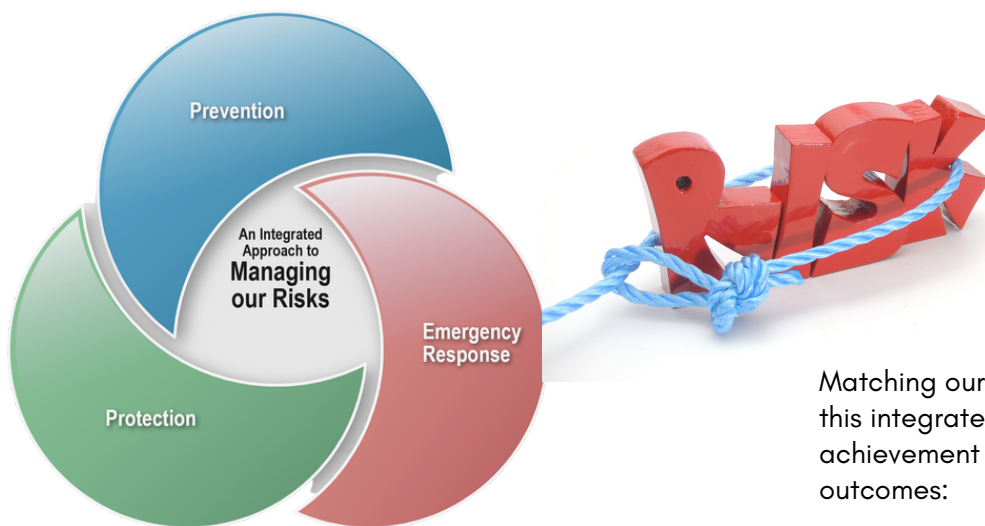 Prevention
An Integrated
Approach to
Managing
our Risks
Emergency
Response
Protection
RISK
Matching our
this integrate
achievement
outcomes: